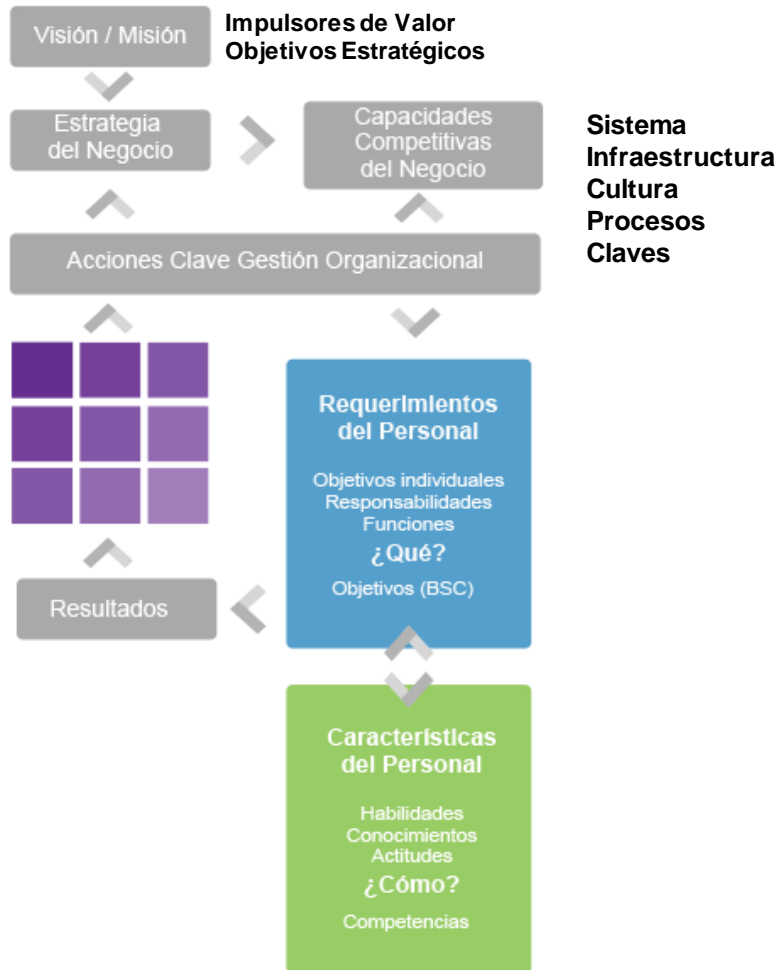 Visión / Misión
Impulsores de Valor
Objetivos Estratégicos
Estrategia
del Negocio
Capacidades
Competitivas
del Negocio
Sistema
Infraestructura
Cultura
Procesos
Claves
Acciones Clave Gestión Organizacional
Requerimientos
del Personal
Objetivos individuales
Responsabilidades
Funciones
¿Qué?
Objetivos (BSC)
Resultados
Características
del Personal
Habilidades
Conocimientos
Actitudes
¿Cómo?
Competencias